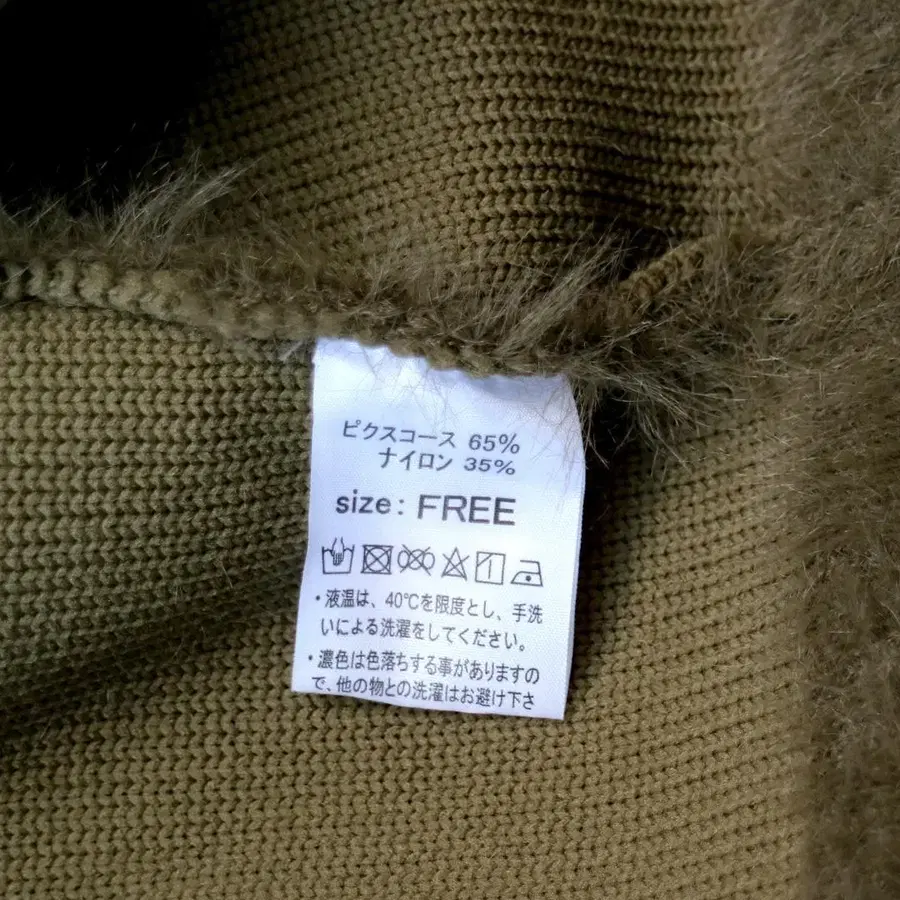 ピクスコース 65%
ナイロン 35%
size: FREE
・液温は、40℃を限度とし、手洗
いによる洗濯をしてください。
・濃色は色落ちする事がありますの
で、他の物との洗濯はお避け下さ